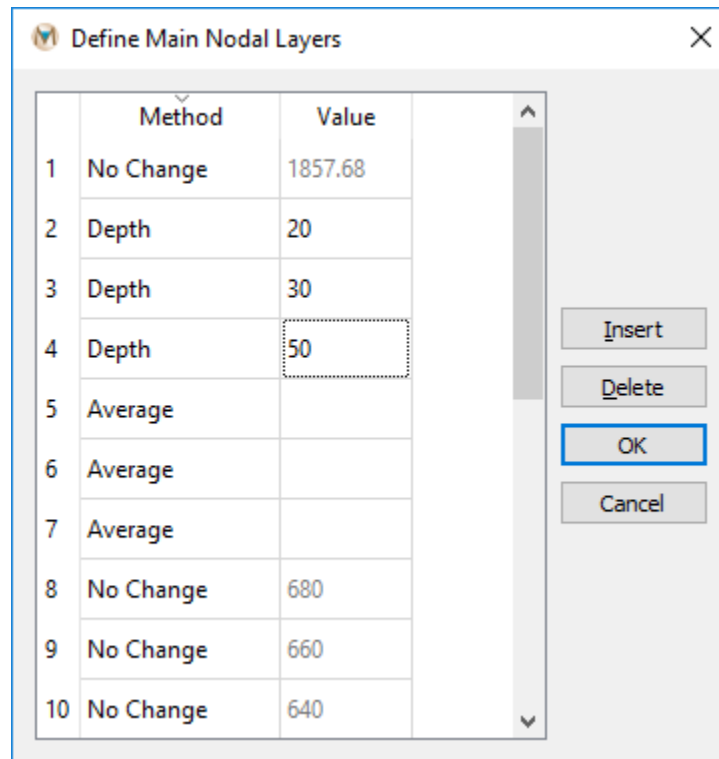 Define Main Nodal Layers
Method Value
1 No Change 1857.68
2 Depth 20
3 Depth 30
4 Depth 50
5 Average
6 Average
7 Average
8 No Change 680
9 No Change 660
10 No Change 640
Insert
Delete
OK
Cancel